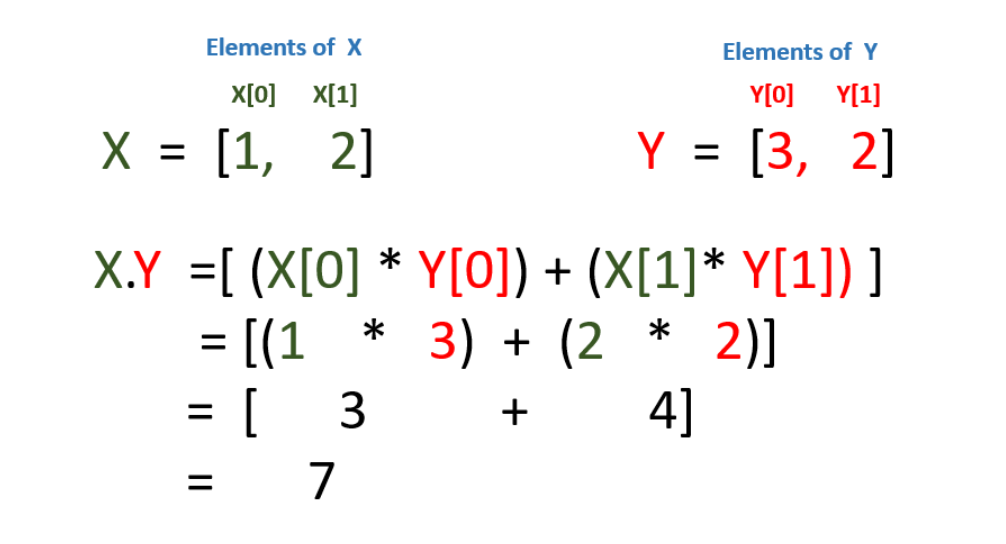 Elements of X
Elements of Y
X[0] X[1]
Y[0] Y[1]
X = [1, 2]
Y = [3, 2]
X.Y =[ (X[0] * Y[0]) + (X[1]* Y[1]) ]
= [(1 * 3) + (2 * 2)]
= [ 3 + 4]
= 7